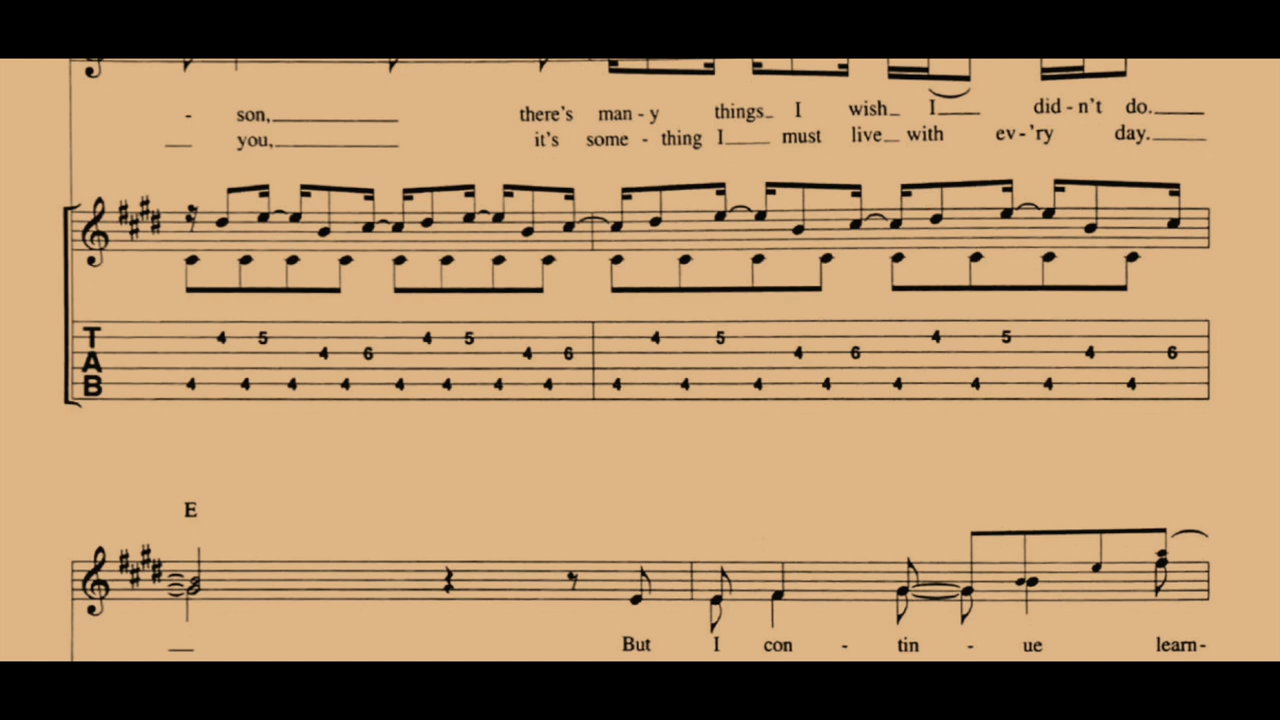 - son, there's man - y things I wish I did - n't do.
you, it's some - thing I must live with ev - 'ry day.
4 5 4 5 4 5 4 5
T 4 6 4 6 4 6 4 6
A
B 4 4 4 4 4 4 4 4 4 4 4 4 4 4 4 4
E
But I con - tin - ue learn-